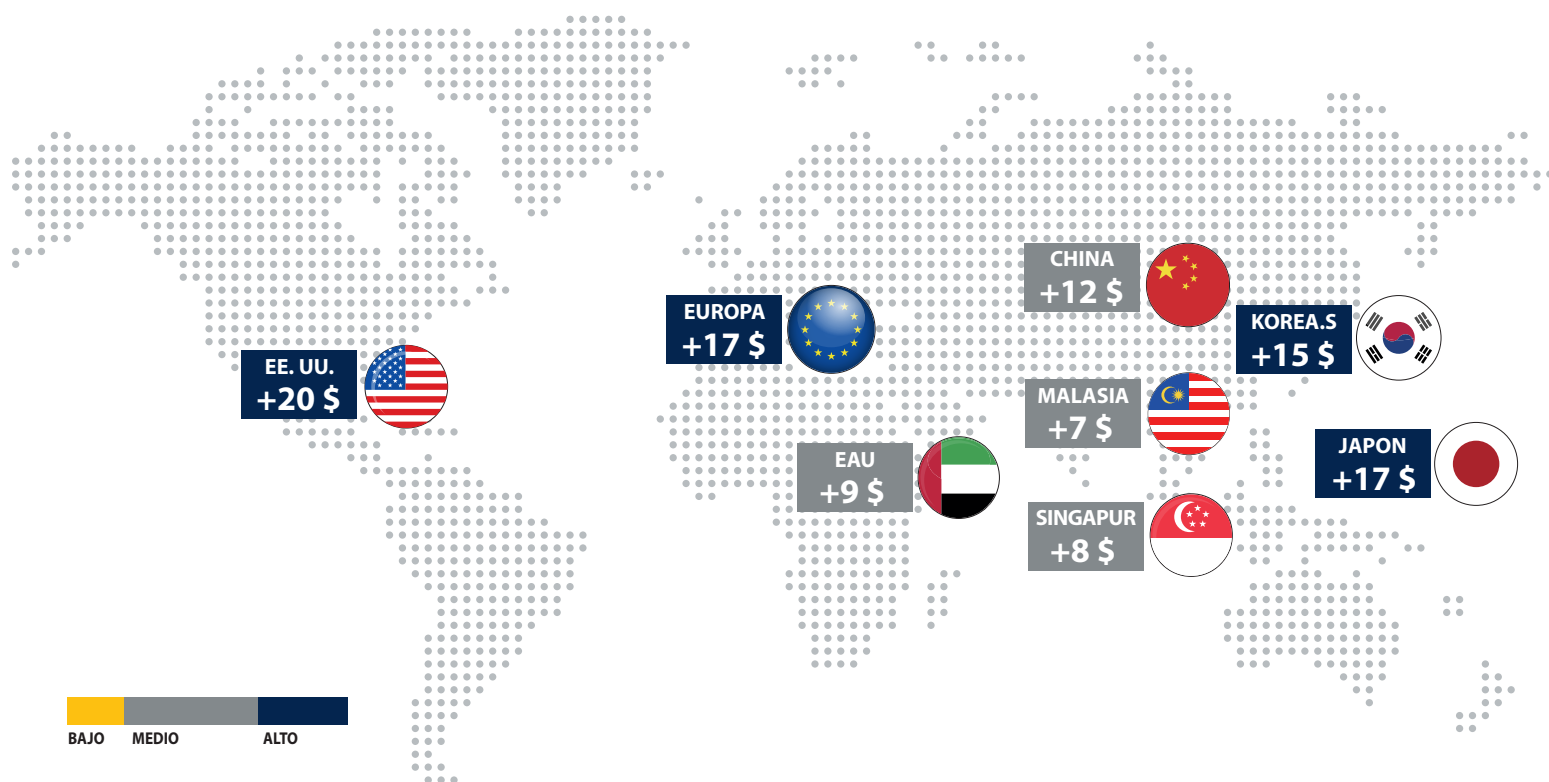 CHINA
+12 $
EUROPA
+17 $
KOREA.S
+15 $
EE. UU.
+20 $
MALASIA
+7 $
JAPON
+17 $
EAU
+9 $
SINGAPUR
+8 $
BAJO MEDIO ALTO